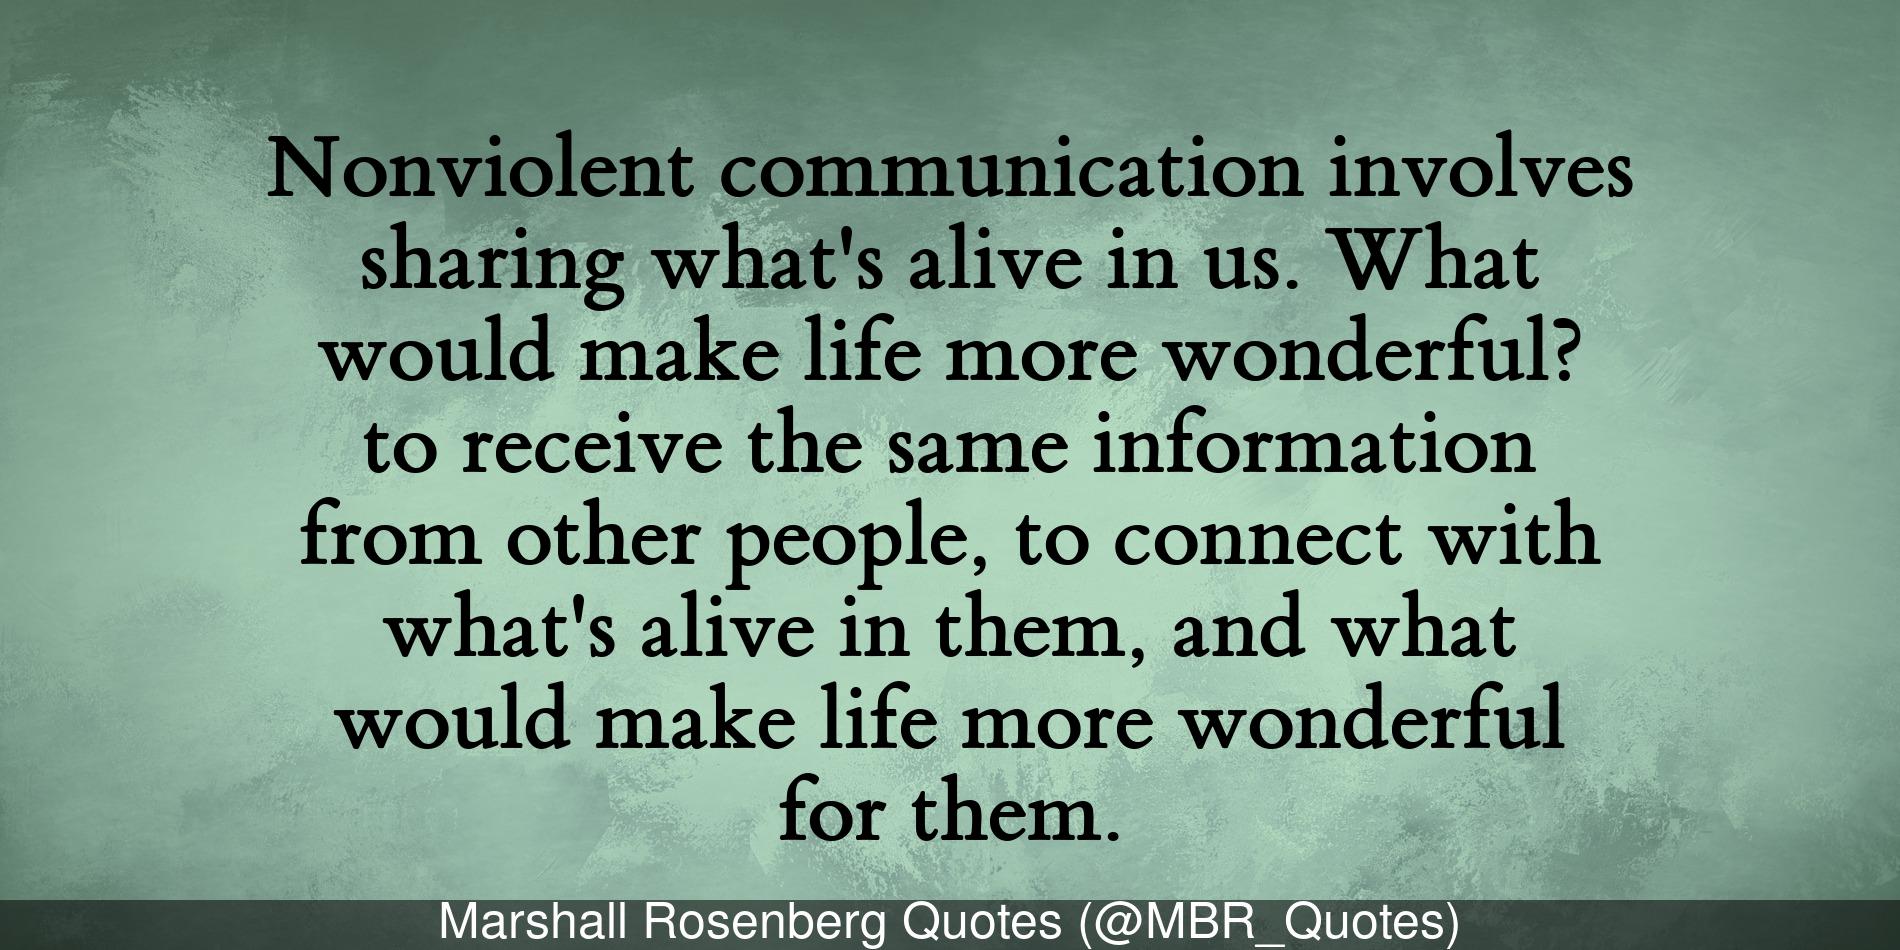 Nonviolent communication involves
sharing what's alive in us. What
would make life more wonderful?
to receive the same information
from other people, to connect with
what's alive in them, and what
would make life more wonderful
for them.
Marshall Rosenberg Quotes (@MBR_Quotes)